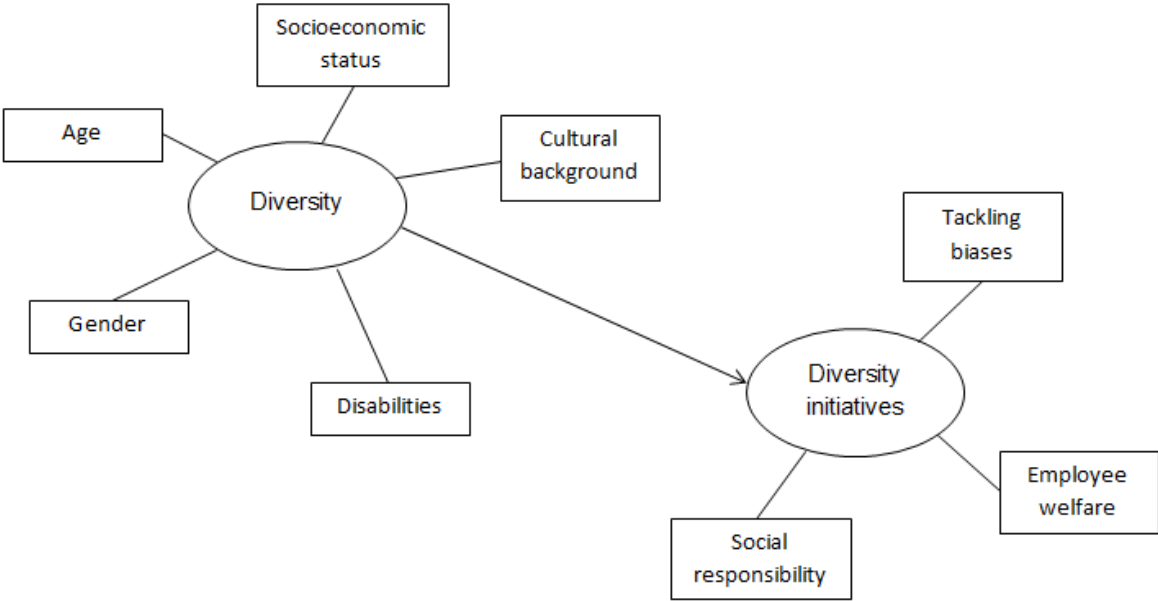 Socioeconomic
status
Age
Cultural
background
Diversity
Tackling
biases
Gender
Diversity
initiatives
Disabilities
Employee
welfare
Social
responsibility